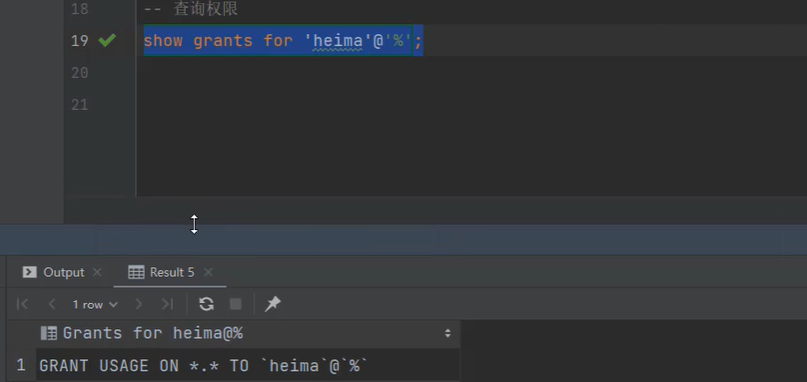 18 -- 查询权限
19 show grants for 'heima'@'%';
20
21
Output Result 5
1 row
Grants for heima@%
1 GRANT USAGE ON *.* TO `heima`@`%`